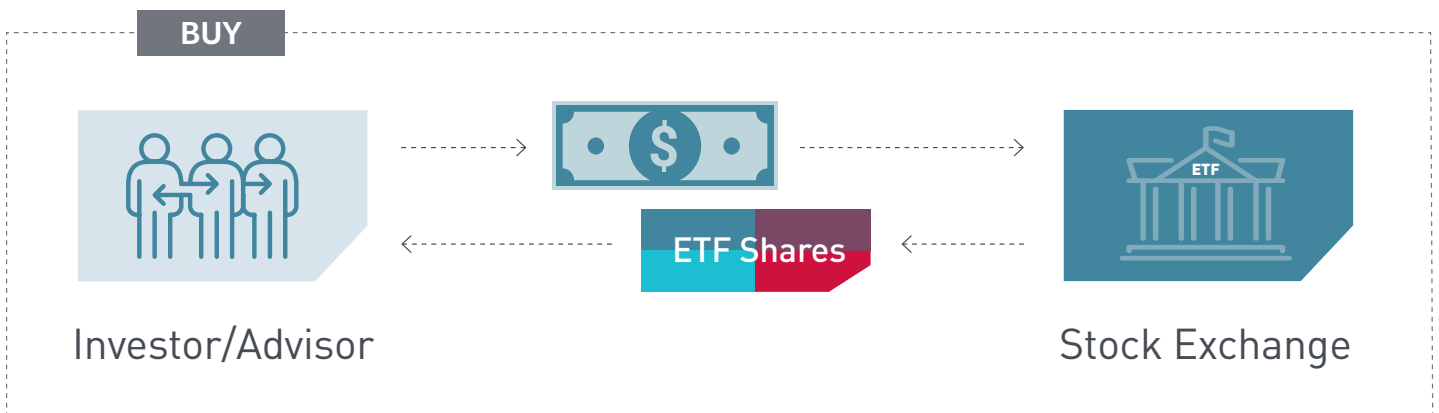 BUY
$
ETF
ETF Shares
Investor/Advisor
Stock Exchange